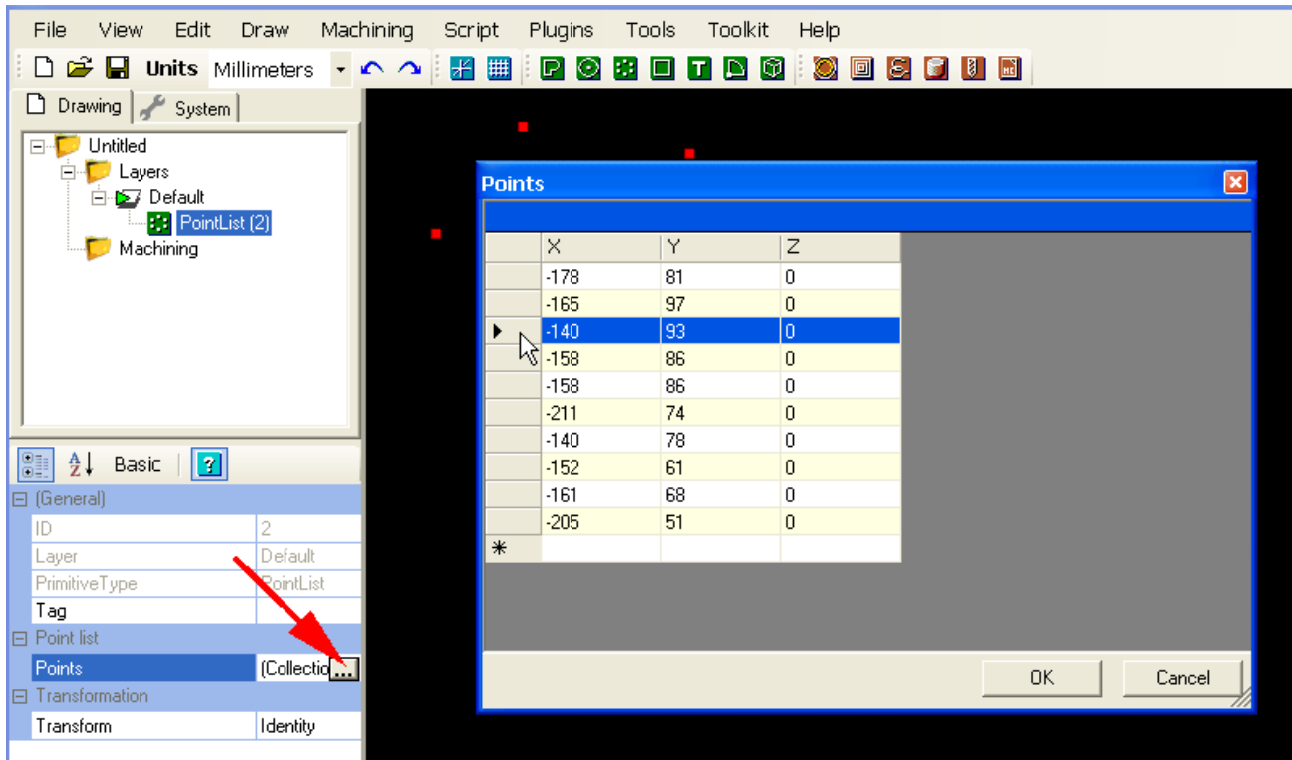 File View Edit Draw Machining Script Plugins Tools Toolkit Help
Units Millimeters
Drawing System
Untitled
Layers
Default
PointList (2)
Machining
Basic
(General)
ID 2
Layer Default
PrimitiveType PointList
Tag
Point list
Points (Collectio ...
Transformation
Transform Identity
Points
X Y Z
-178 81 0
-165 97 0
-140 93 0
-158 86 0
-158 86 0
-211 74 0
-140 78 0
-152 61 0
-161 68 0
-205 51 0
OK Cancel